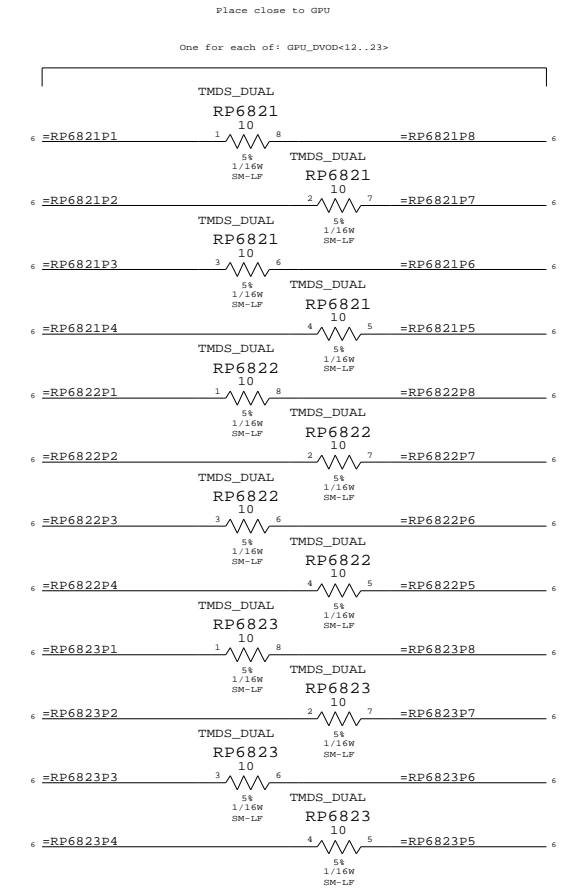 Place close to GPU
One for each of: GPU_DVOD<12..23>
TMDS_DUAL
RP6821
10
6 =RP6821P1 1 8 =RP6821P8 6
5%
1/16W
SM-LF
TMDS_DUAL
RP6821
10
6 =RP6821P2 2 7 =RP6821P7 6
5%
1/16W
SM-LF
TMDS_DUAL
RP6821
10
6 =RP6821P3 3 6 =RP6821P6 6
5%
1/16W
SM-LF
TMDS_DUAL
RP6821
10
6 =RP6821P4 4 5 =RP6821P5 6
5%
1/16W
SM-LF
TMDS_DUAL
RP6822
10
6 =RP6822P1 1 8 =RP6822P8 6
5%
1/16W
SM-LF
TMDS_DUAL
RP6822
10
6 =RP6822P2 2 7 =RP6822P7 6
5%
1/16W
SM-LF
TMDS_DUAL
RP6822
10
6 =RP6822P3 3 6 =RP6822P6 6
5%
1/16W
SM-LF
TMDS_DUAL
RP6822
10
6 =RP6822P4 4 5 =RP6822P5 6
5%
1/16W
SM-LF
TMDS_DUAL
RP6823
10
6 =RP6823P1 1 8 =RP6823P8 6
5%
1/16W
SM-LF
TMDS_DUAL
RP6823
10
6 =RP6823P2 2 7 =RP6823P7 6
5%
1/16W
SM-LF
TMDS_DUAL
RP6823
10
6 =RP6823P3 3 6 =RP6823P6 6
5%
1/16W
SM-LF
TMDS_DUAL
RP6823
10
6 =RP6823P4 4 5 =RP6823P5 6
5%
1/16W
SM-LF